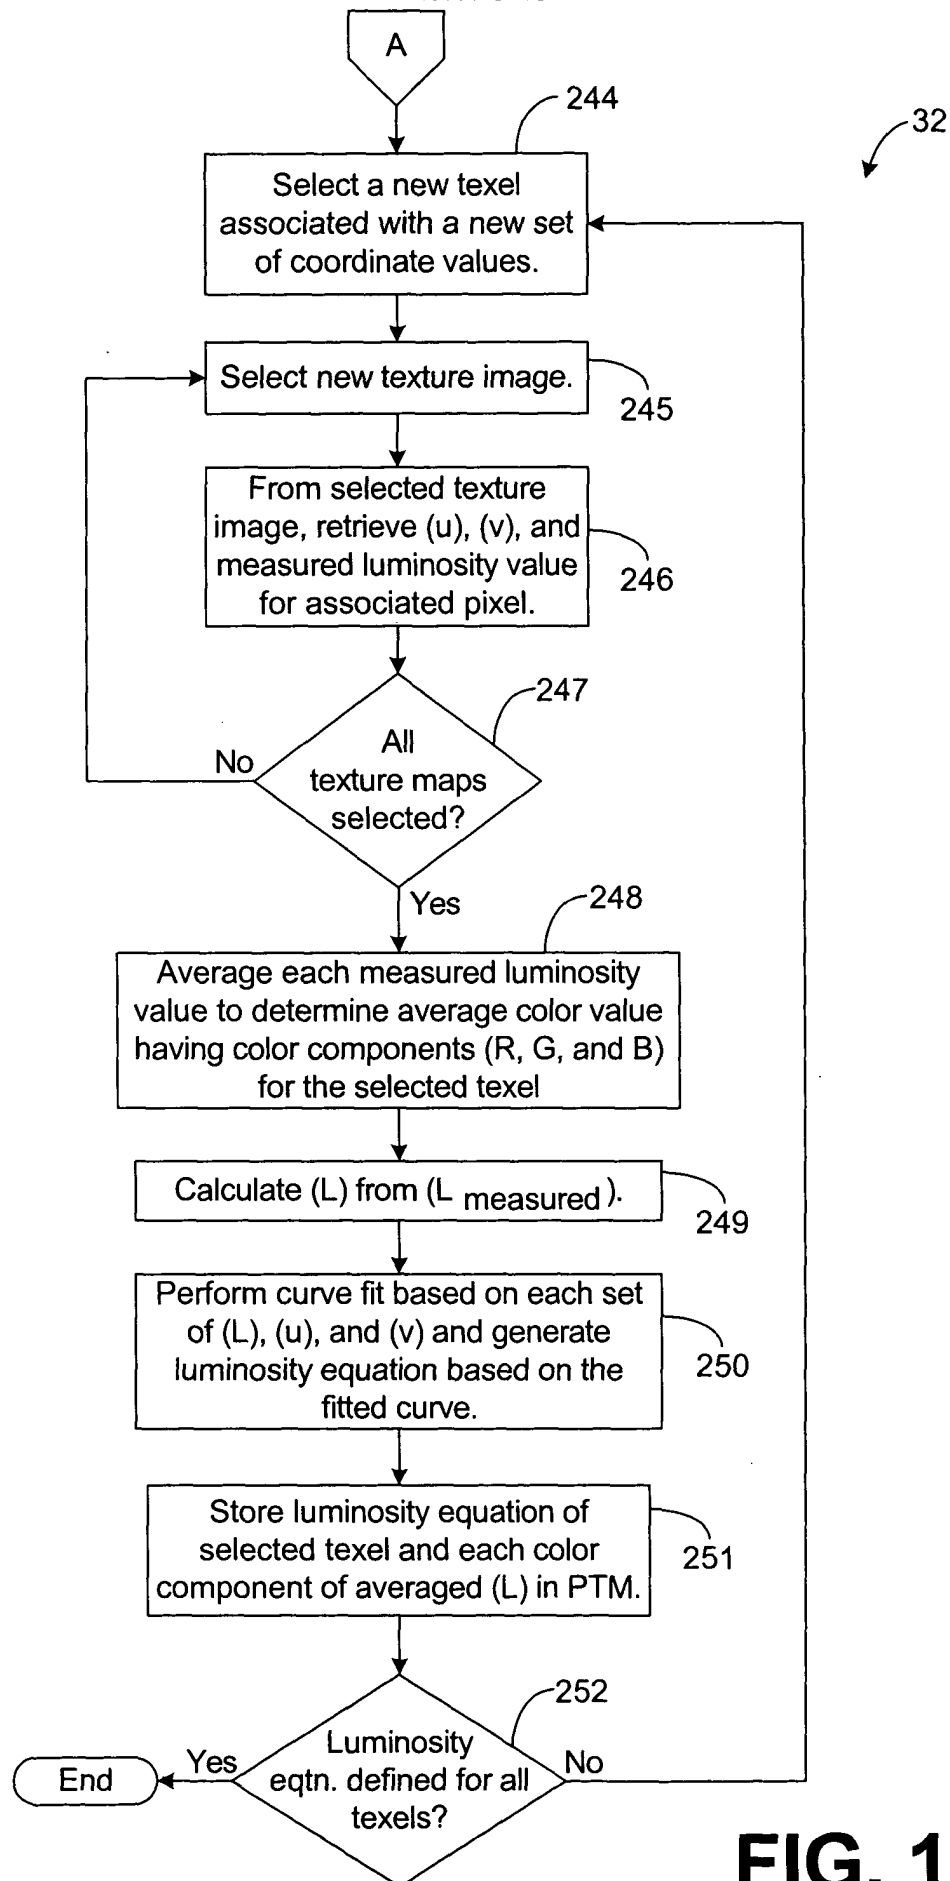 A
244
32
Select a new texel
associated with a new set
of coordinate values.
Select new texture image.
245
From selected texture
image, retrieve (u), (v), and
measured luminosity value
for associated pixel.
246
247
All
texture maps
selected?
No
Yes
248
Average each measured luminosity
value to determine average color value
having color components (R, G, and B)
for the selected texel
Calculate (L) from (L measured).
249
Perform curve fit based on each set
of (L), (u), and (v) and generate
luminosity equation based on the
fitted curve.
250
Store luminosity equation of
selected texel and each color
component of averaged (L) in PTM.
251
252
Luminosity
eqtn. defined for all
texels?
Yes
No
End
FIG. 1